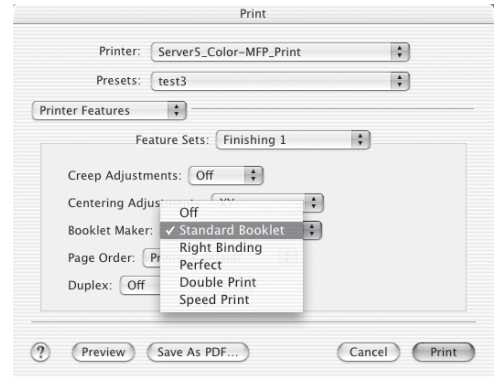 Print
Printer: Server5_Color-MFP_Print
Presets: test3
Printer Features
Feature Sets: Finishing 1
Creep Adjustments: Off
Centering XY
Off
Booklet Maker: ✓ Standard Booklet
Right Binding
Page Order:
Perfect
Duplex: Off
Double Print
Speed Print
? Preview Save As PDF... Cancel Print